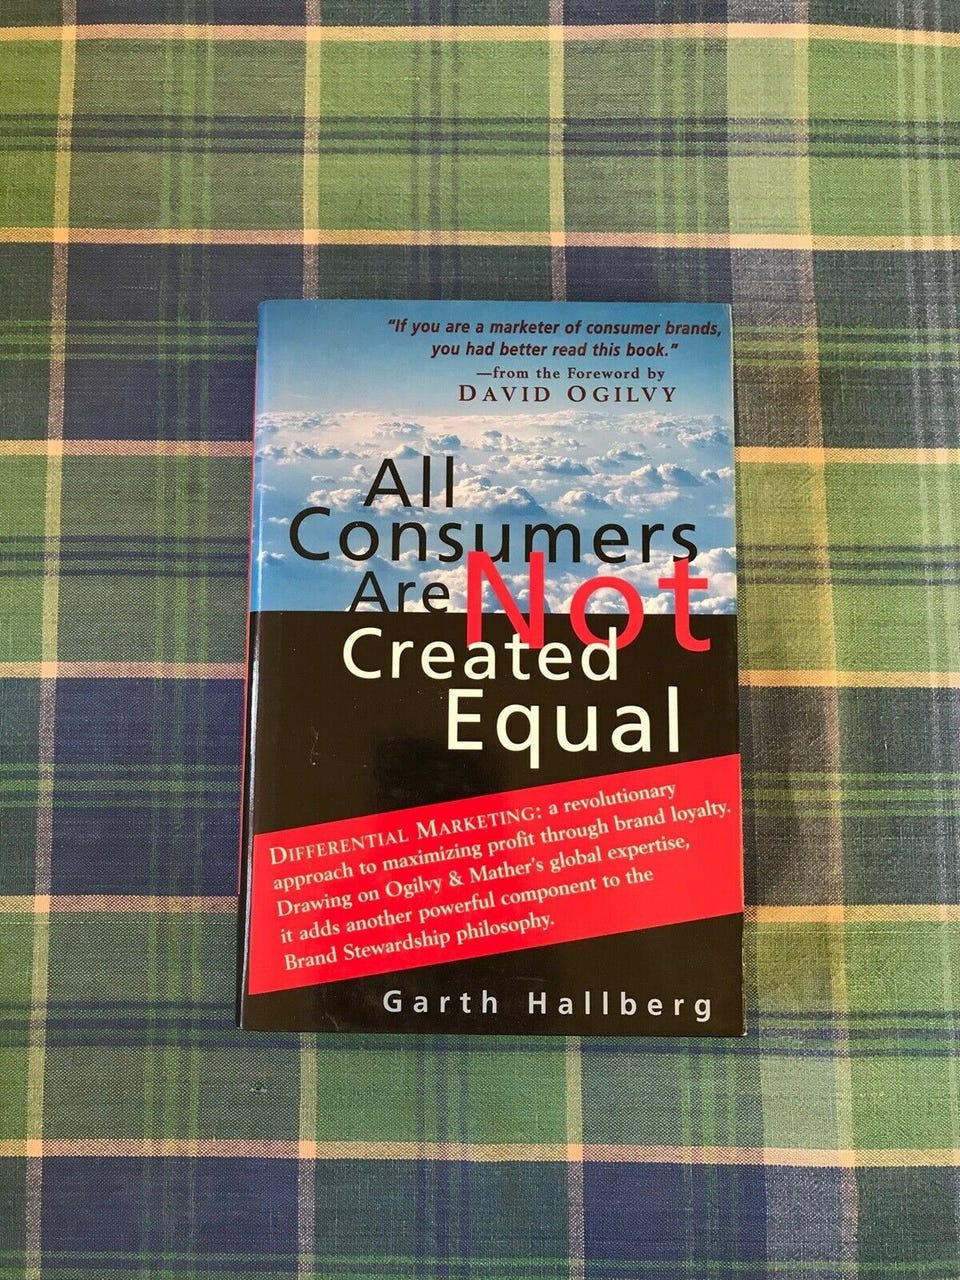 "If you are a marketer of consumer brands,
you had better read this book."
—from the Foreword by
DAVID OGILVY
All
Consumers
Are Not
Created
Equal
DIFFERENTIAL MARKETING: a revolutionary
approach to maximizing profit through brand loyalty.
Drawing on Ogilvy & Mather's global expertise,
it adds another powerful component to the
Brand Stewardship philosophy.
Garth Hallberg